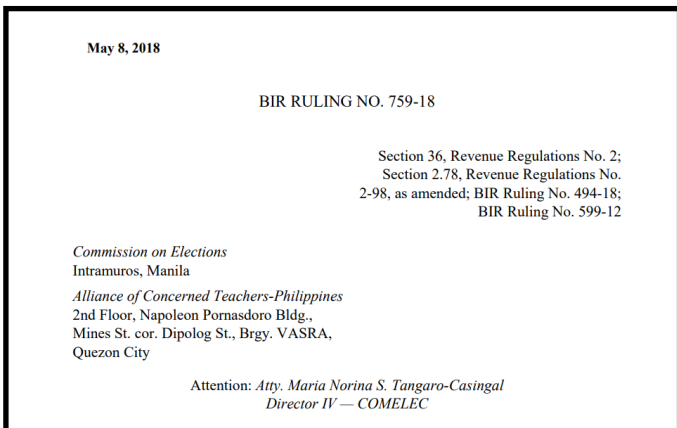 May 8, 2018
BIR RULING NO. 759-18
Section 36, Revenue Regulations No. 2;
Section 2.78, Revenue Regulations No.
2-98, as amended; BIR Ruling No. 494-18;
BIR Ruling No. 599-12
Commission on Elections
Intramuros, Manila
Alliance of Concerned Teachers-Philippines
2nd Floor, Napoleon Pornasdoro Bldg.,
Mines St. cor. Dipolog St., Brgy. VASRA,
Quezon City
Attention: Atty. Maria Norina S. Tangaro-Casingal
Director IV — COMELEC